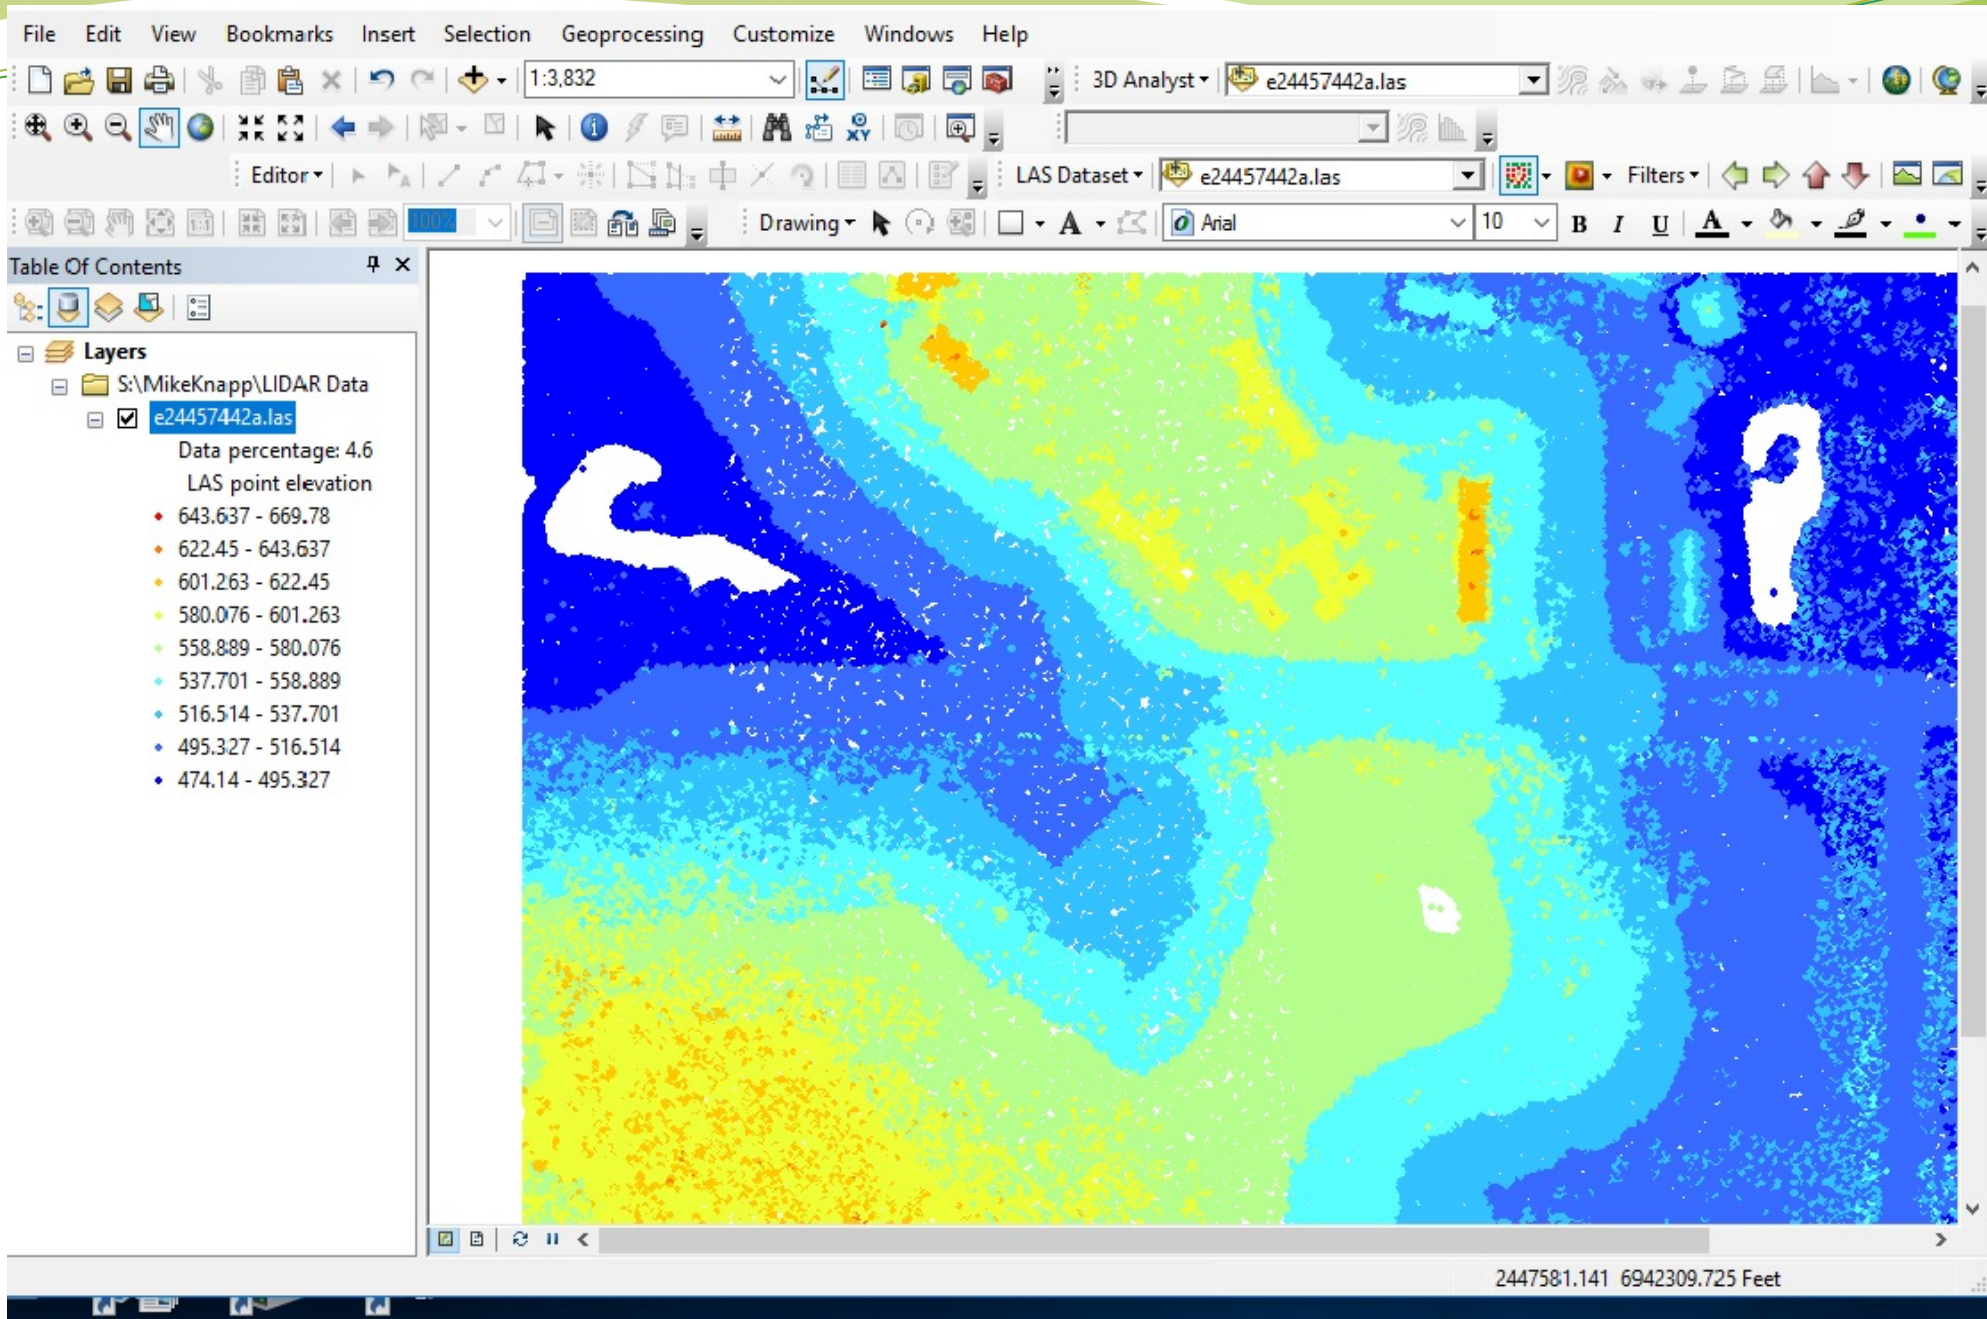 File Edit View Bookmarks Insert Selection Geoprocessing Customize Windows Help
1:3,832 3D Analyst e24457442a.las
Editor LAS Dataset e24457442a.las Filters
100% Drawing A Arial 10 B I U A
Table Of Contents
Layers
S:\MikeKnapp\LIDAR Data
e24457442a.las
Data percentage: 4.6
LAS point elevation
643.637 - 669.78
622.45 - 643.637
601.263 - 622.45
580.076 - 601.263
558.889 - 580.076
537.701 - 558.889
516.514 - 537.701
495.327 - 516.514
474.14 - 495.327
2447581.141 6942309.725 Feet